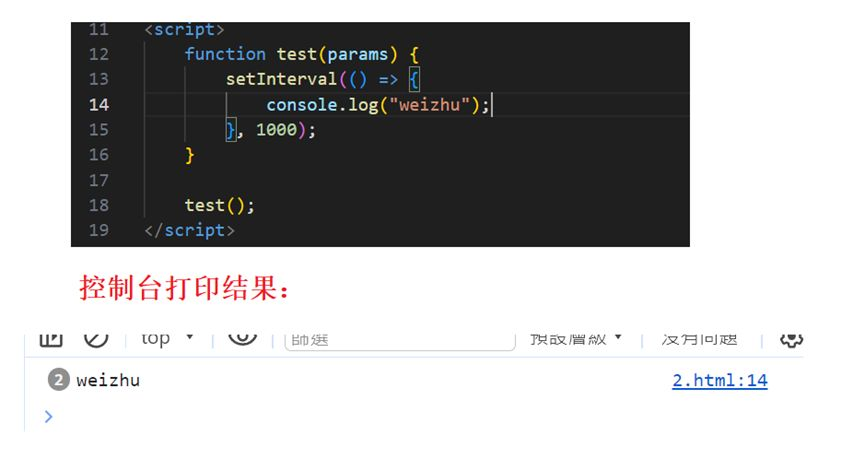 11 <script>
12 function test(params) {
13 setInterval(() => {
14 console.log("weizhu");
15 }, 1000);
16 }
17
18 test();
19 </script>
控制台打印结果：
top 篩選 預設層級 沒有問題
2 weizhu 2.html:14
>